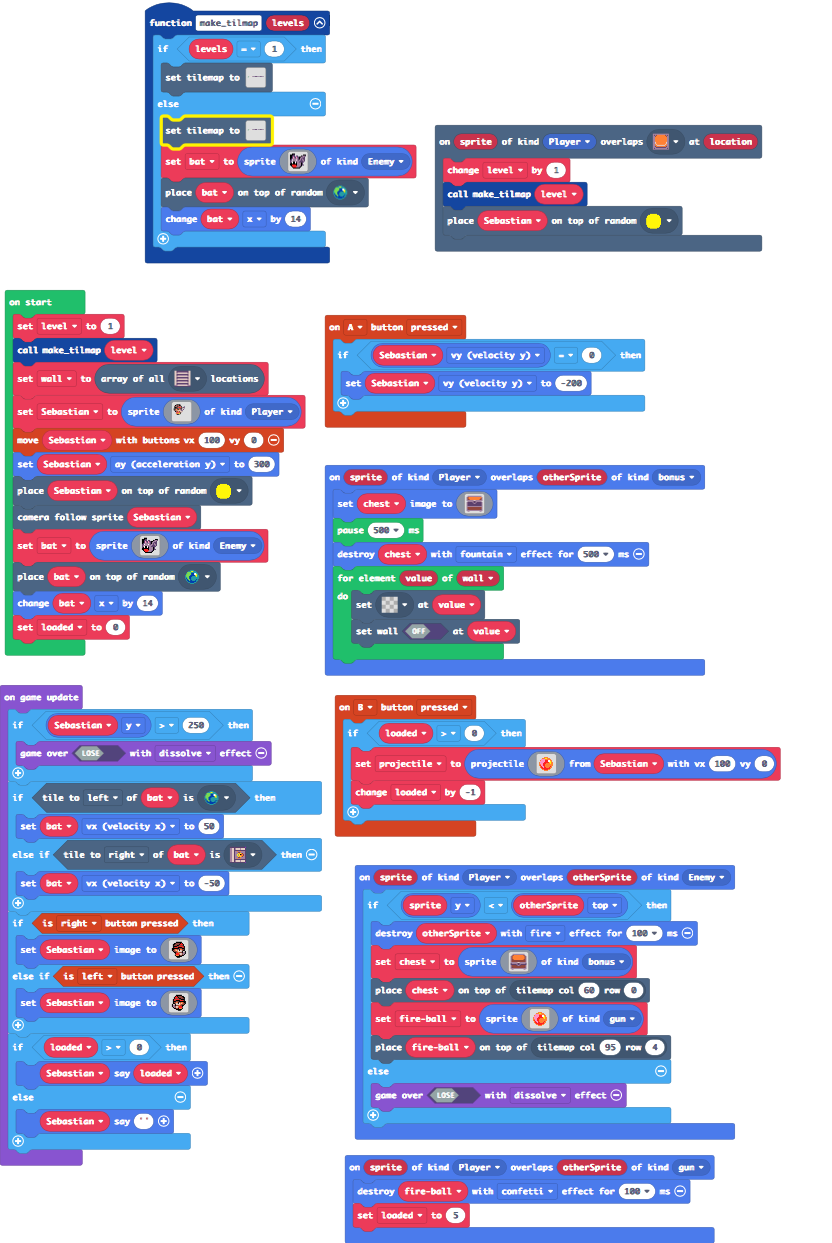 function make_tilmap levels
if levels = 1 then
set tilemap to
else
set tilemap to
set bat to sprite of kind Enemy
place bat on top of random
change bat x by 14
on sprite of kind Player overlaps at location
change level by 1
call make_tilmap level
place Sebastian on top of random
on start
set level to 1
call make_tilmap level
set wall to array of all locations
set Sebastian to sprite of kind Player
move Sebastian with buttons vx 100 vy 0
set Sebastian ay (acceleration y) to 300
place Sebastian on top of random
camera follow sprite Sebastian
set bat to sprite of kind Enemy
place bat on top of random
change bat x by 14
set loaded to 0
on A button pressed
if Sebastian vy (velocity y) = 0 then
set Sebastian vy (velocity y) to -200
on sprite of kind Player overlaps otherSprite of kind bonus
set chest image to
pause 500 ms
destroy chest with fountain effect for 500 ms
for element value of wall
do set at value
set wall OFF at value
on game update
if Sebastian y > 250 then
game over LOSE with dissolve effect
if tile to left of bat is then
set bat vx (velocity x) to 50
else if tile to right of bat is then
set bat vx (velocity x) to -50
if is right button pressed then
set Sebastian image to
else if is left button pressed then
set Sebastian image to
if loaded > 0 then
Sebastian say loaded
else
Sebastian say " "
on B button pressed
if loaded > 0 then
set projectile to projectile from Sebastian with vx 100 vy 0
change loaded by -1
on sprite of kind Player overlaps otherSprite of kind Enemy
if sprite y < otherSprite top then
destroy otherSprite with fire effect for 100 ms
set chest to sprite of kind bonus
place chest on top of tilemap col 60 row 0
set fire-ball to sprite of kind gun
place fire-ball on top of tilemap col 95 row 4
else
game over LOSE with dissolve effect
on sprite of kind Player overlaps otherSprite of kind gun
destroy fire-ball with confetti effect for 100 ms
set loaded to 5